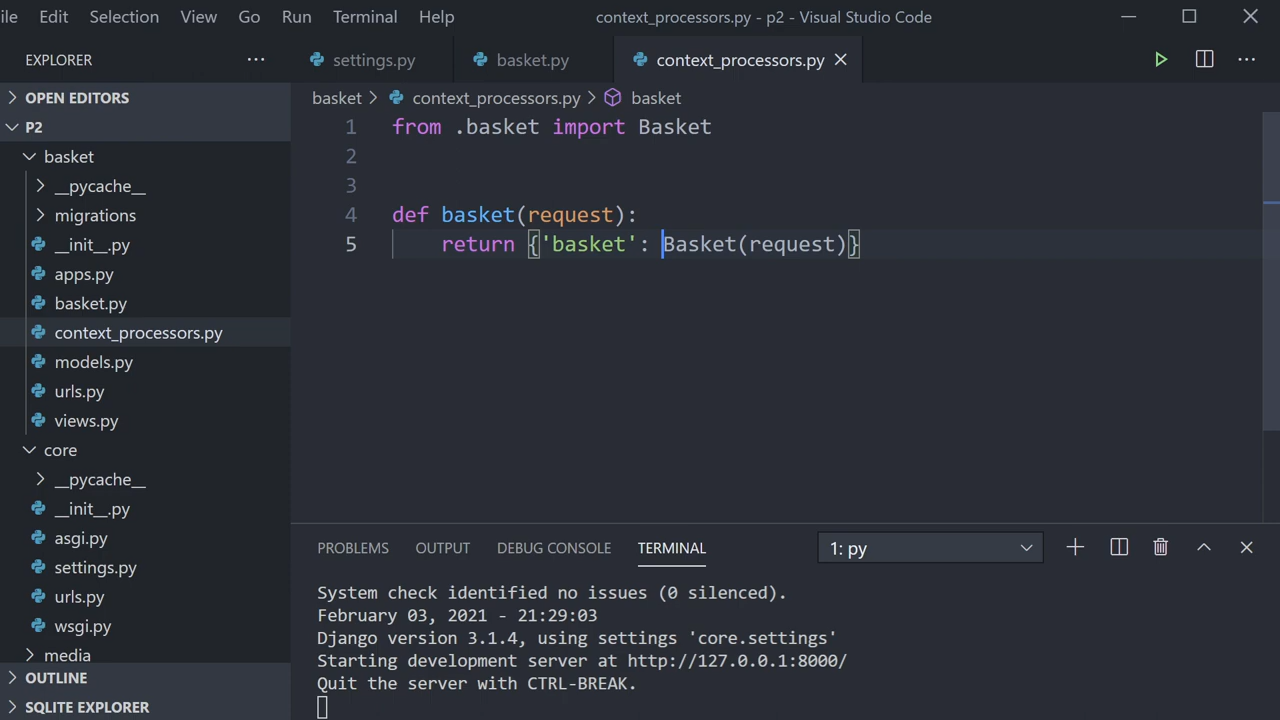 ile Edit Selection View Go Run Terminal Help context_processors.py - p2 - Visual Studio Code
EXPLORER ···
settings.py basket.py context_processors.py
OPEN EDITORS
P2
basket
__pycache__
migrations
__init__.py
apps.py
basket.py
context_processors.py
models.py
urls.py
views.py
core
__pycache__
__init__.py
asgi.py
settings.py
urls.py
wsgi.py
media
OUTLINE
SQLITE EXPLORER
basket > context_processors.py > basket
1 from .basket import Basket
2
3
4 def basket(request):
5 return {'basket': Basket(request)}
PROBLEMS OUTPUT DEBUG CONSOLE TERMINAL 1: py
System check identified no issues (0 silenced).
February 03, 2021 - 21:29:03
Django version 3.1.4, using settings 'core.settings'
Starting development server at http://127.0.0.1:8000/
Quit the server with CTRL-BREAK.